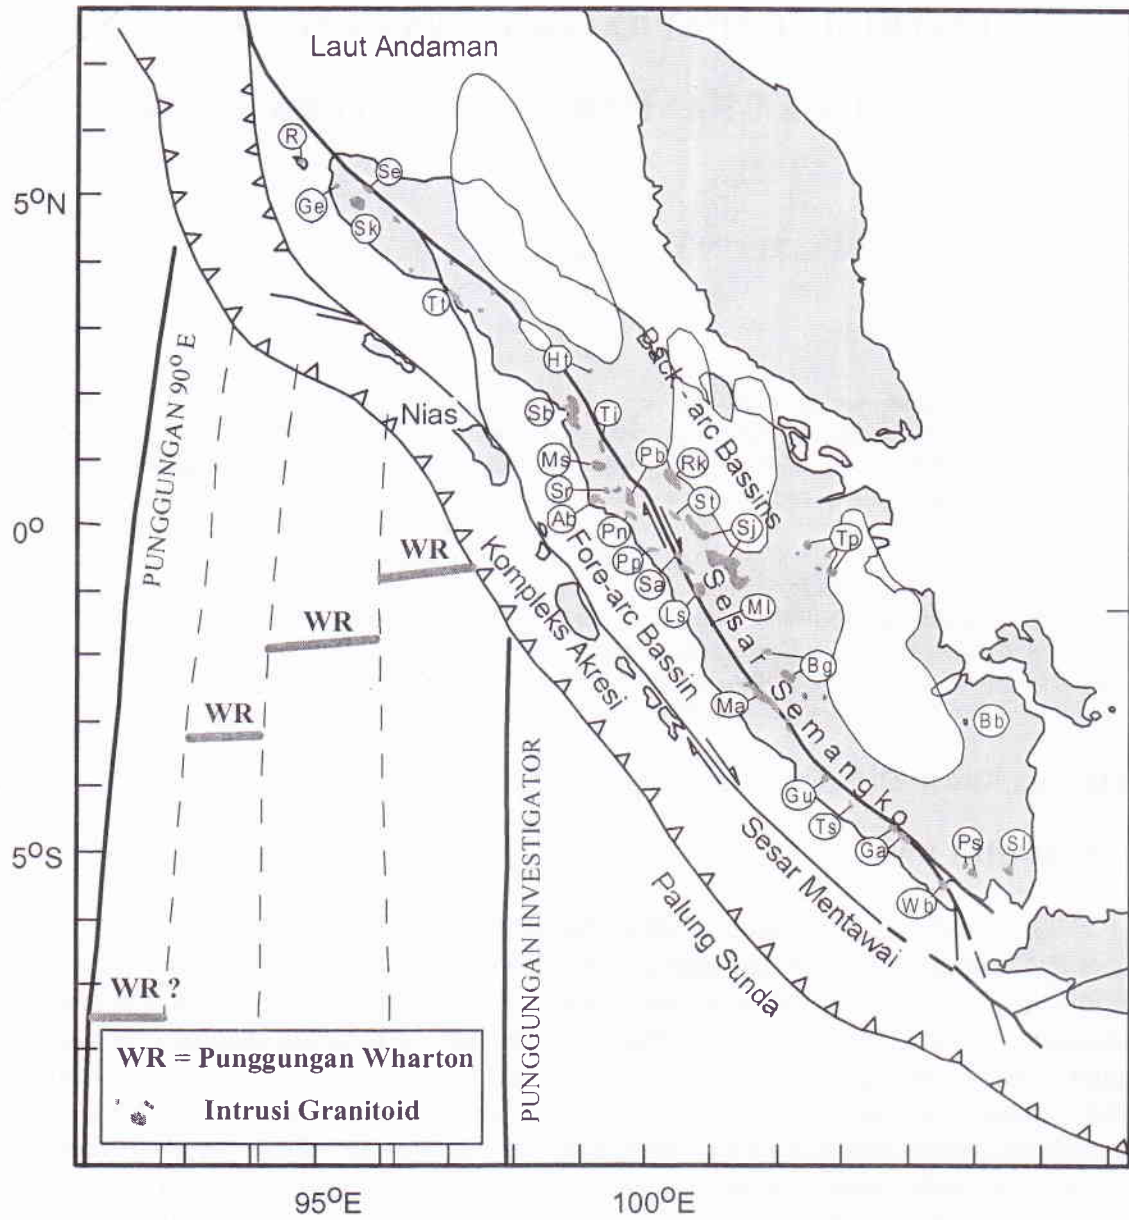 Laut Andaman
R
Se
5°N
Ge
Sk
Tt
PUNGGUNGAN 90° E
Ht
Back-arc Bassins
Nias
Sb
Ti
Ms
Pb
Rk
Sr
St
Ab
Sj
0°
Pn
Tp
WR
Pp
Kompleks Akresi
Fore-arc Bassin
Sa
Sesar Semangko
Ls
Ml
WR
Bg
Ma
WR
Bb
Gu
Ts
5°S
Ga
Ps
Sl
Sesar Mentawai
Wb
Palung Sunda
PUNGGUNGAN INVESTIGATOR
WR ?
WR = Punggungan Wharton
Intrusi Granitoid
95°E
100°E